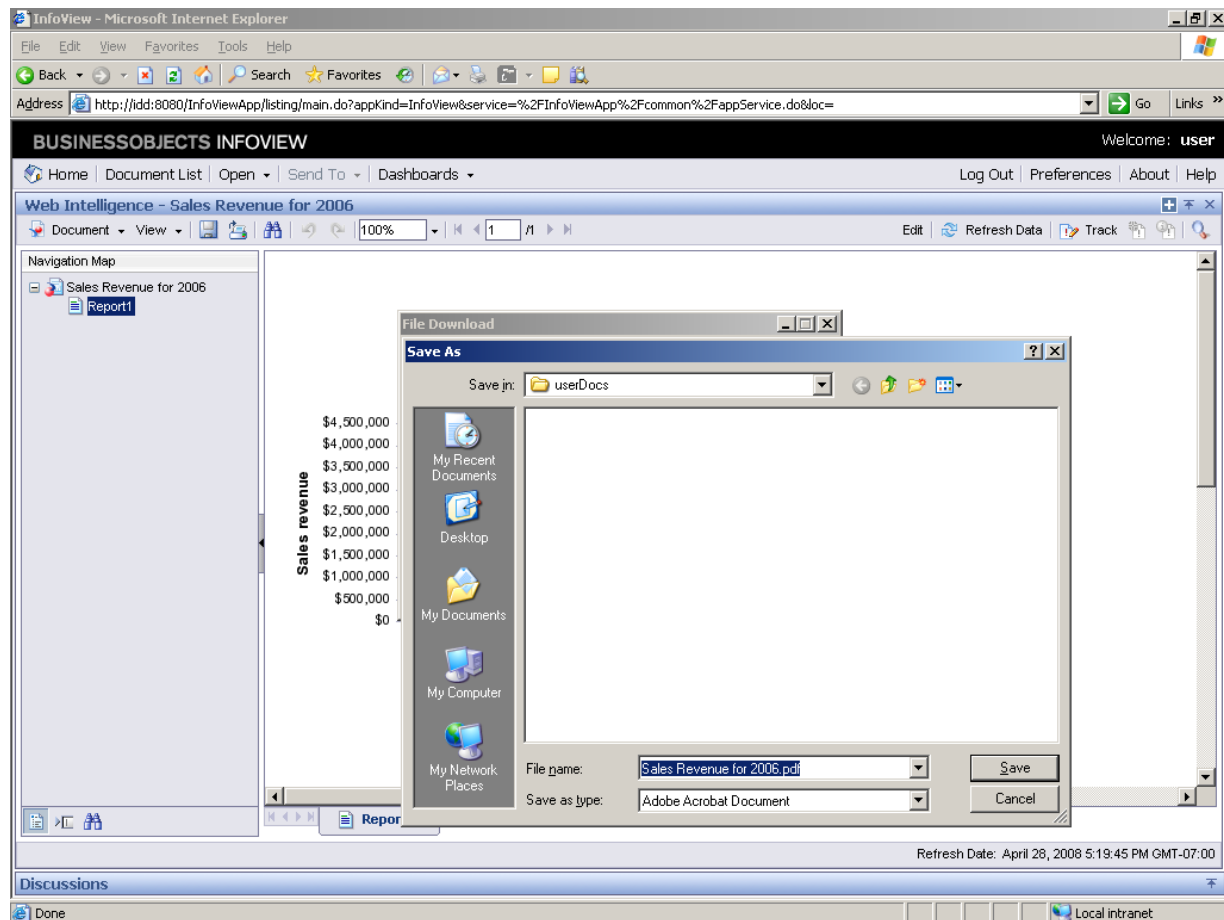 InfoView - Microsoft Internet Explorer
File Edit View Favorites Tools Help
Back Search Favorites
Address http://idd:8080/InfoViewApp/listing/main.do?appKind=InfoView&service=%2FInfoViewApp%2Fcommon%2FappService.do&loc= Go Links »
BUSINESSOBJECTS INFOVIEW Welcome: user
Home Document List Open Send To Dashboards Log Out Preferences About Help
Web Intelligence - Sales Revenue for 2006
Document View 100% 1 /1 Edit Refresh Data Track
Navigation Map
Sales Revenue for 2006
Report1
File Download
Save As
Save in: userDocs
My Recent Documents
Desktop
My Documents
My Computer
My Network Places
File name: Sales Revenue for 2006.pdf Save
Save as type: Adobe Acrobat Document Cancel
Sales revenue
$4,500,000
$4,000,000
$3,500,000
$3,000,000
$2,500,000
$2,000,000
$1,500,000
$1,000,000
$500,000
$0
Repor
Refresh Date: April 28, 2008 5:19:45 PM GMT-07:00
Discussions
Done Local intranet